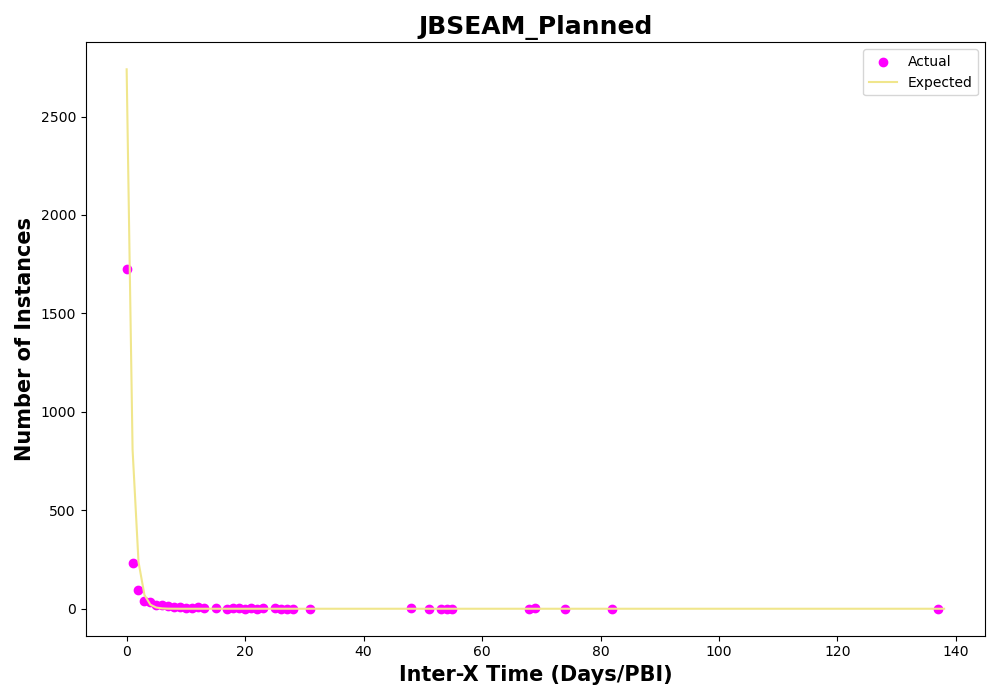 JBSEAM_Planned
Actual
Expected
2500
2000
1500
1000
500
0
Number of Instances
0 20 40 60 80 100 120 140
Inter-X Time (Days/PBI)